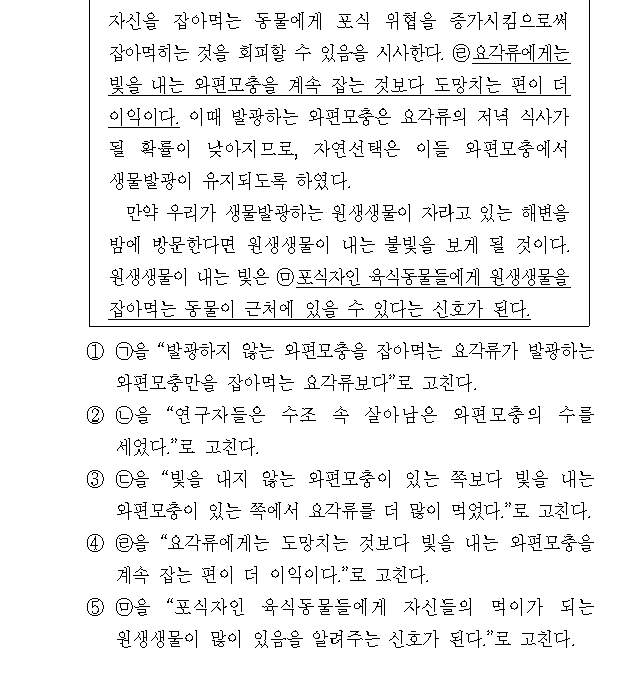 자신을 잡아먹는 동물에게 포식 위협을 증가시킴으로써
잡아먹히는 것을 회피할 수 있음을 시사한다. ㉣요각류에게는
빛을 내는 와편모충을 계속 잡는 것보다 도망치는 편이 더
이익이다. 이때 발광하는 와편모충은 요각류의 저녁 식사가
될 확률이 낮아지므로, 자연선택은 이들 와편모충에서
생물발광이 유지되도록 하였다.
만약 우리가 생물발광하는 원생생물이 자라고 있는 해변을
밤에 방문한다면 원생생물이 내는 불빛을 보게 될 것이다.
원생생물이 내는 빛은 ㉤포식자인 육식동물들에게 원생생물을
잡아먹는 동물이 근처에 있을 수 있다는 신호가 된다.
① ㉠을 “발광하지 않는 와편모충을 잡아먹는 요각류가 발광하는
와편모충만을 잡아먹는 요각류보다”로 고친다.
② ㉡을 “연구자들은 수조 속 살아남은 와편모충의 수를
세었다.”로 고친다.
③ ㉢을 “빛을 내지 않는 와편모충이 있는 쪽보다 빛을 내는
와편모충이 있는 쪽에서 요각류를 더 많이 먹었다.”로 고친다.
④ ㉣을 “요각류에게는 도망치는 것보다 빛을 내는 와편모충을
계속 잡는 편이 더 이익이다.”로 고친다.
⑤ ㉤을 “포식자인 육식동물들에게 자신들의 먹이가 되는
원생생물이 많이 있음을 알려주는 신호가 된다.”로 고친다.